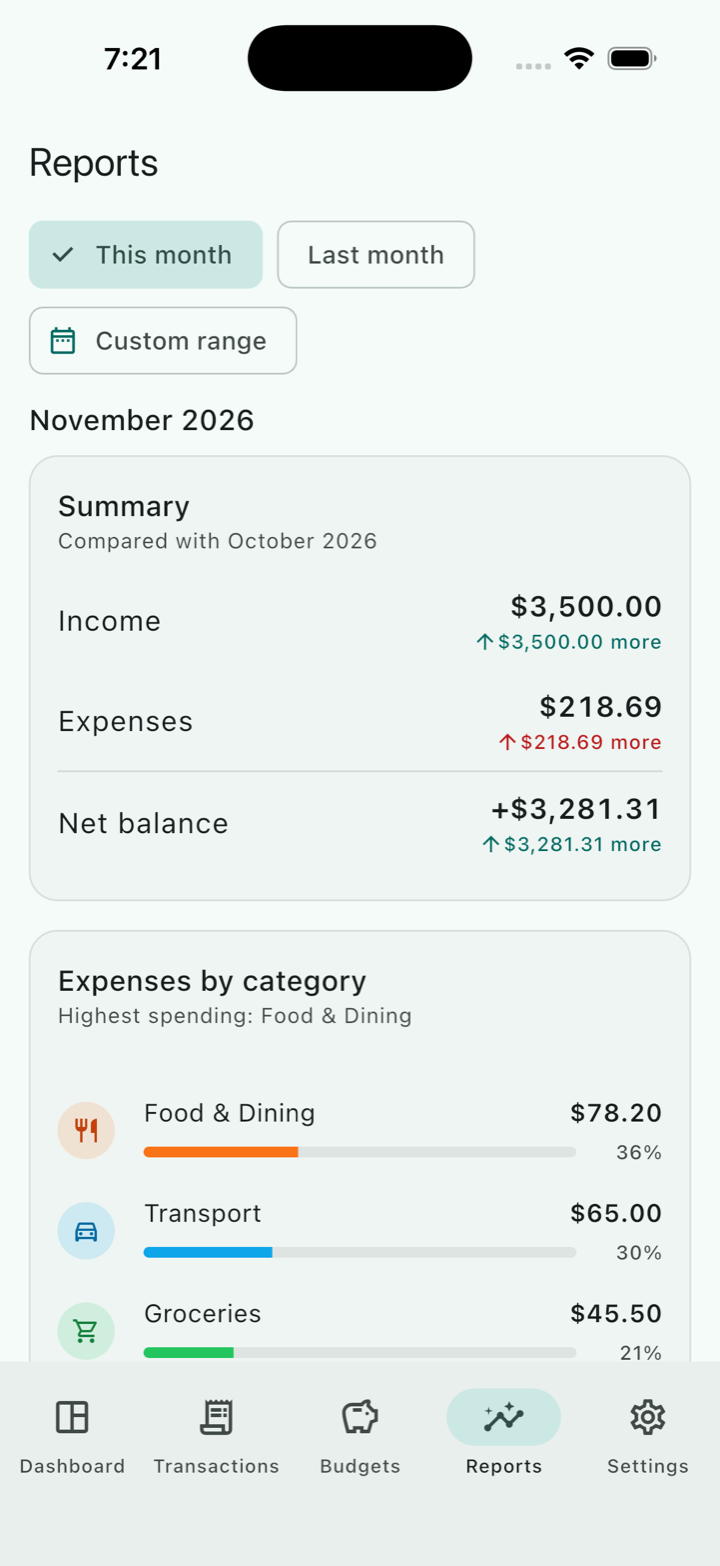 7:21
Reports
This month
Last month
Custom range
November 2026
Summary
Compared with October 2026
Income
$3,500.00
↑$3,500.00 more
Expenses
$218.69
↑$218.69 more
Net balance
+$3,281.31
↑$3,281.31 more
Expenses by category
Highest spending: Food & Dining
Food & Dining
$78.20
36%
Transport
$65.00
30%
Groceries
$45.50
21%
Dashboard
Transactions
Budgets
Reports
Settings